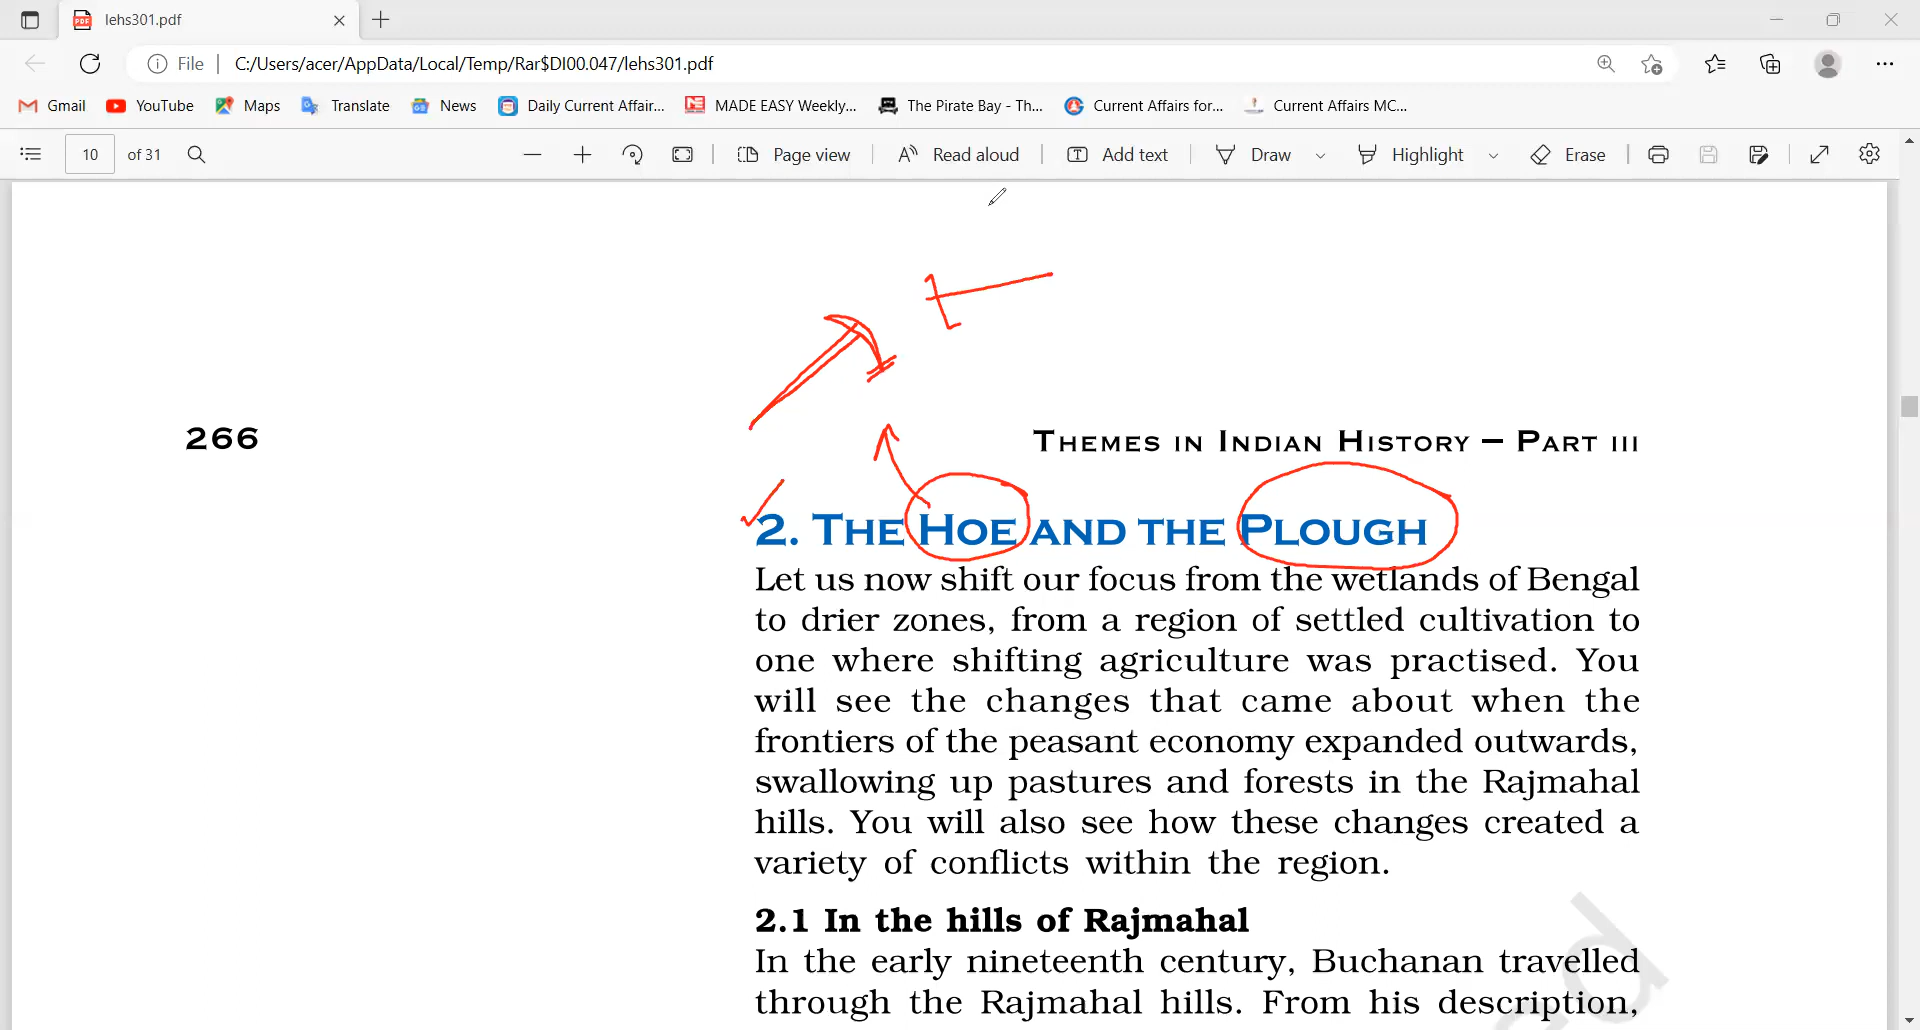 lehs301.pdf
File C:/Users/acer/AppData/Local/Temp/Rar$DI00.047/lehs301.pdf
Gmail YouTube Maps Translate News Daily Current Affair... MADE EASY Weekly... The Pirate Bay - Th... Current Affairs for... Current Affairs MC...
10 of 31 Page view Read aloud Add text Draw Highlight Erase
266 THEMES IN INDIAN HISTORY – PART III
2. THE HOE AND THE PLOUGH
Let us now shift our focus from the wetlands of Bengal
to drier zones, from a region of settled cultivation to
one where shifting agriculture was practised. You
will see the changes that came about when the
frontiers of the peasant economy expanded outwards,
swallowing up pastures and forests in the Rajmahal
hills. You will also see how these changes created a
variety of conflicts within the region.
2.1 In the hills of Rajmahal
In the early nineteenth century, Buchanan travelled
through the Rajmahal hills. From his description,